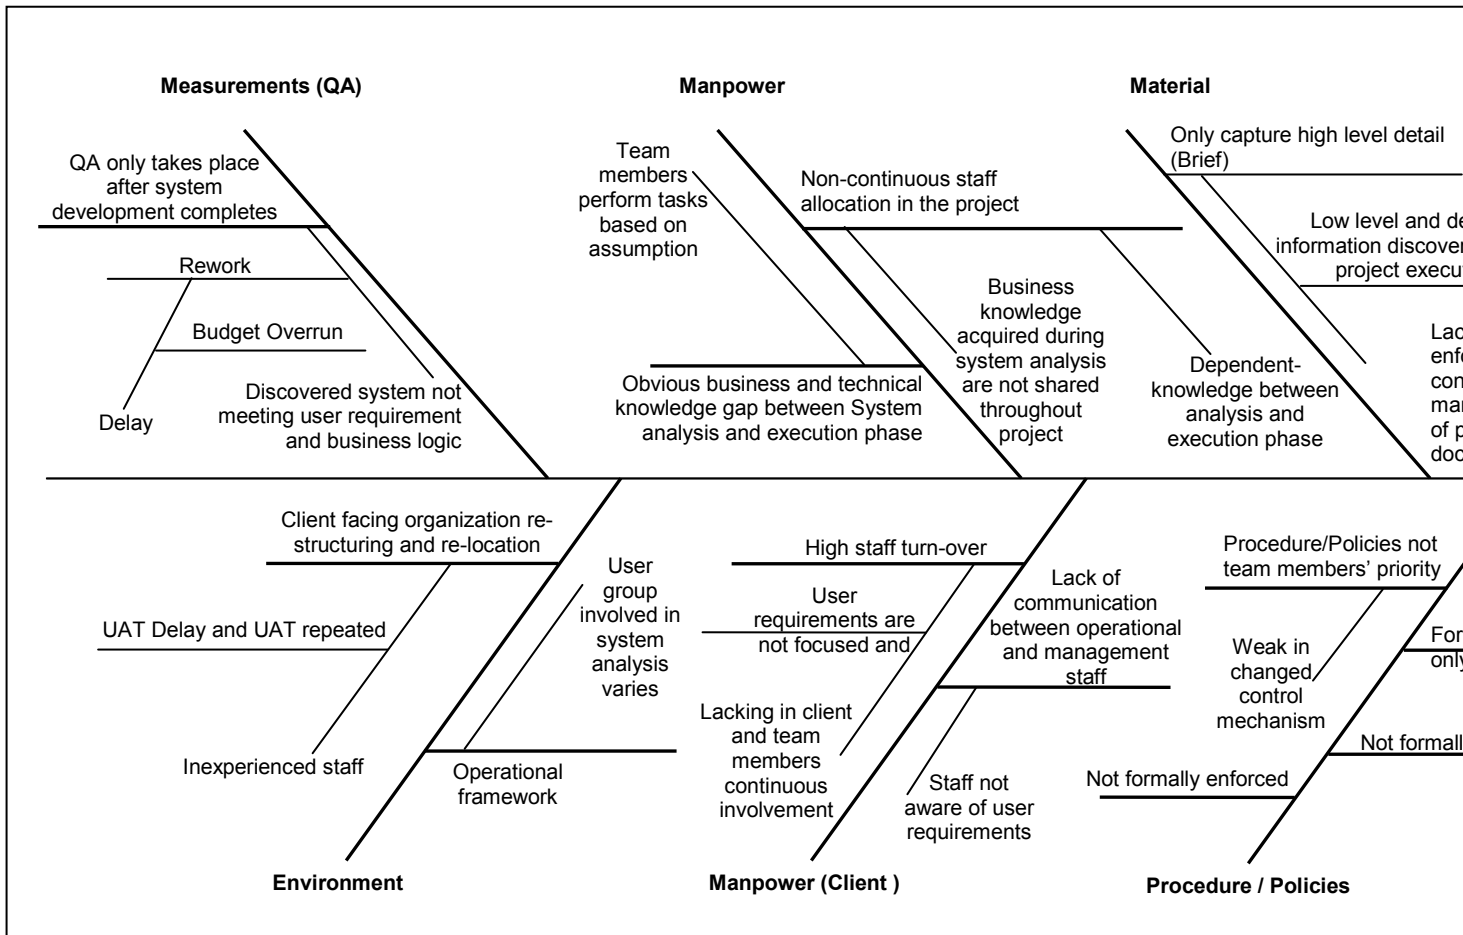 Measurements (QA)
Manpower
Material
QA only takes place
after system
development completes
Rework
Budget Overrun
Delay
Discovered system not
meeting user requirement
and business logic
Team
members
perform tasks
based on
assumption
Non-continuous staff
allocation in the project
Obvious business and technical
knowledge gap between System
analysis and execution phase
Business
knowledge
acquired during
system analysis
are not shared
throughout
project
Dependent-
knowledge between
analysis and
execution phase
Only capture high level detail
(Brief)
Low level and
information
project
Client facing organization re-
structuring and re-location
UAT Delay and UAT repeated
Inexperienced staff
User
group
involved in
system
analysis
varies
Operational
framework
High staff turn-over
User
requirements are
not focused and
Lacking in client
and team
members
continuous
involvement
Lack of
communication
between operational
and management
staff
Staff not
aware of user
requirements
Procedure/Policies not
team members’ priority
Weak in
changed
control
mechanism
only
Not
Not formally enforced
Environment
Manpower (Client )
Procedure / Policies